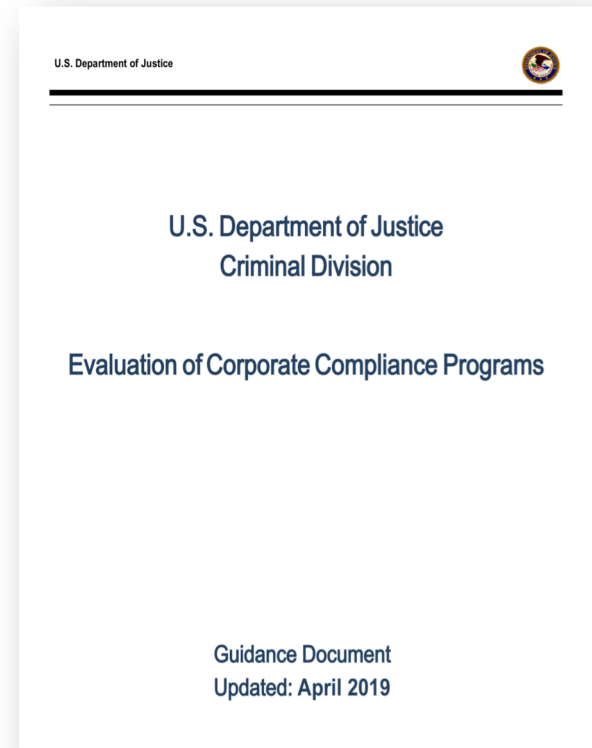 U.S. Department of Justice
U.S. Department of Justice
Criminal Division
Evaluation of Corporate Compliance Programs
Guidance Document
Updated: April 2019